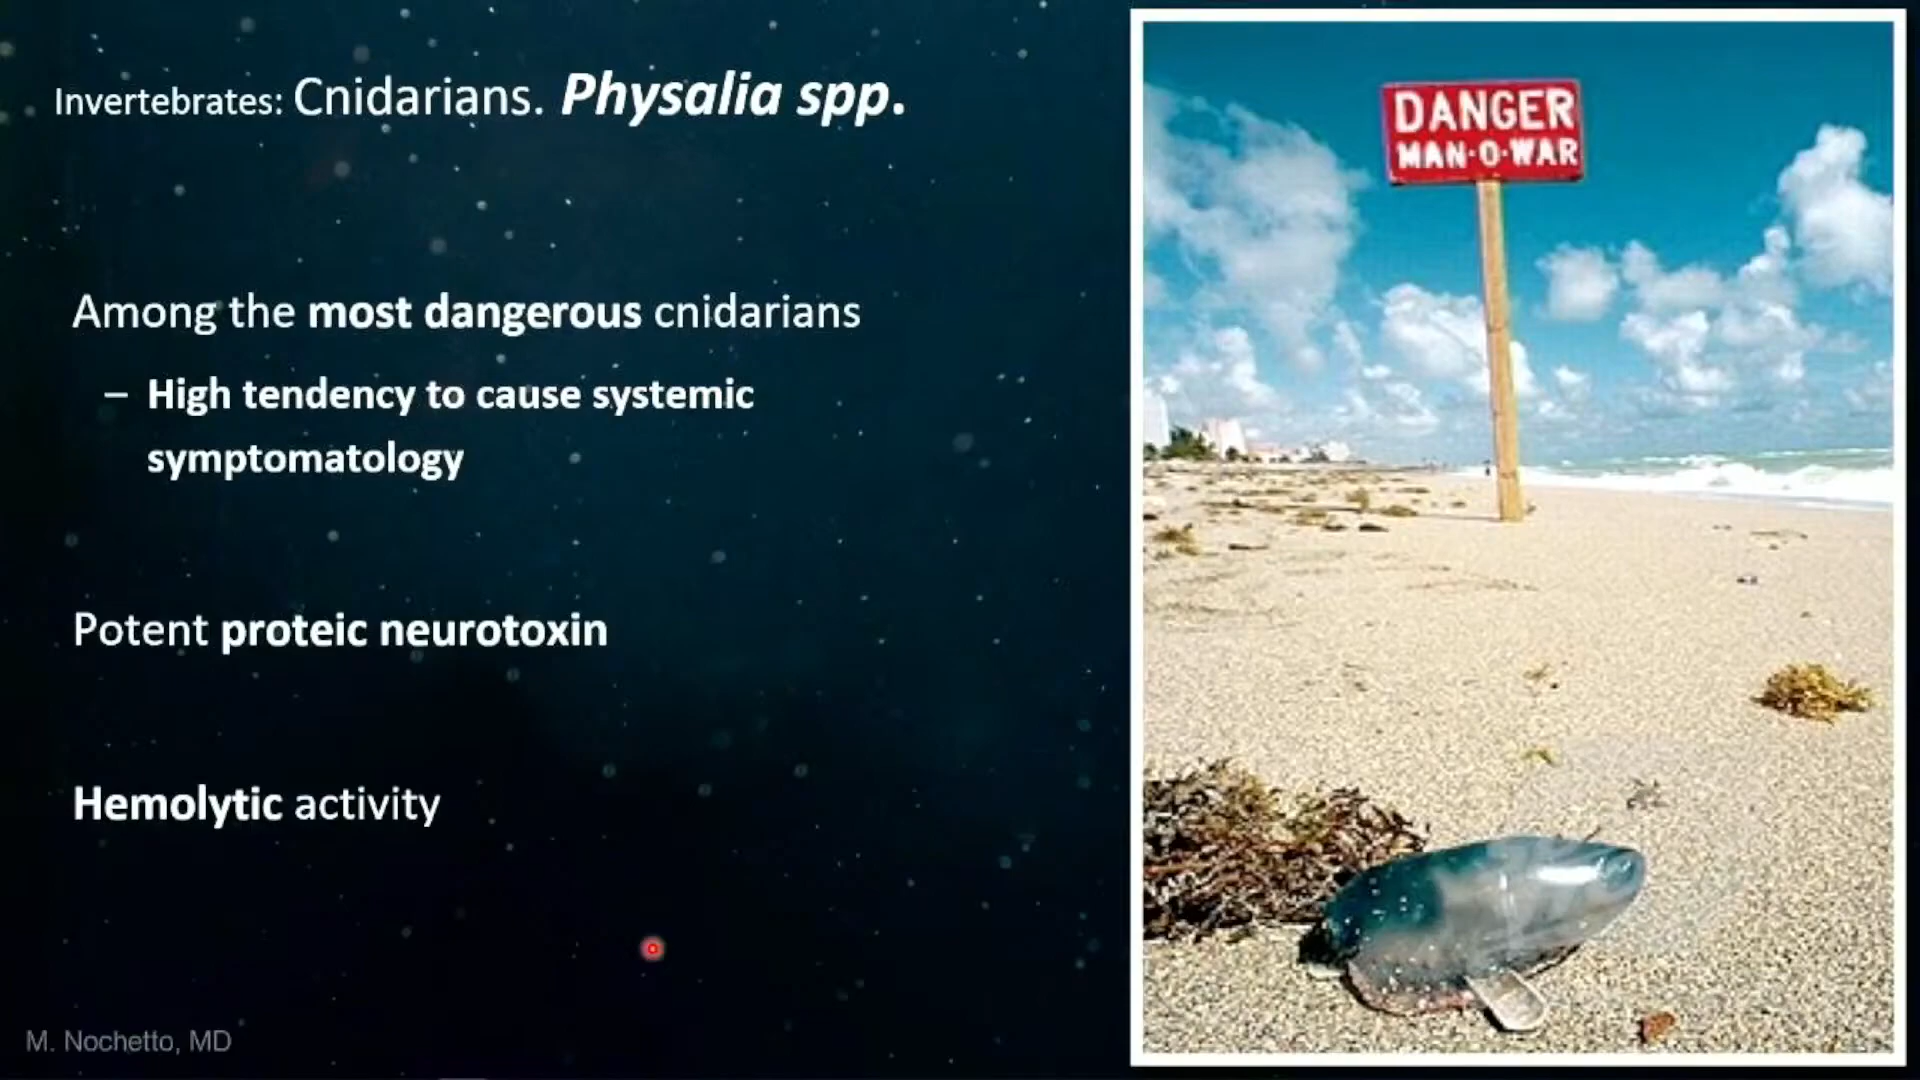 Invertebrates: Cnidarians. Physalia spp.
Among the most dangerous cnidarians
– High tendency to cause systemic
symptomatology
Potent proteic neurotoxin
Hemolytic activity
M. Nochetto, MD
DANGER
MAN-O-WAR